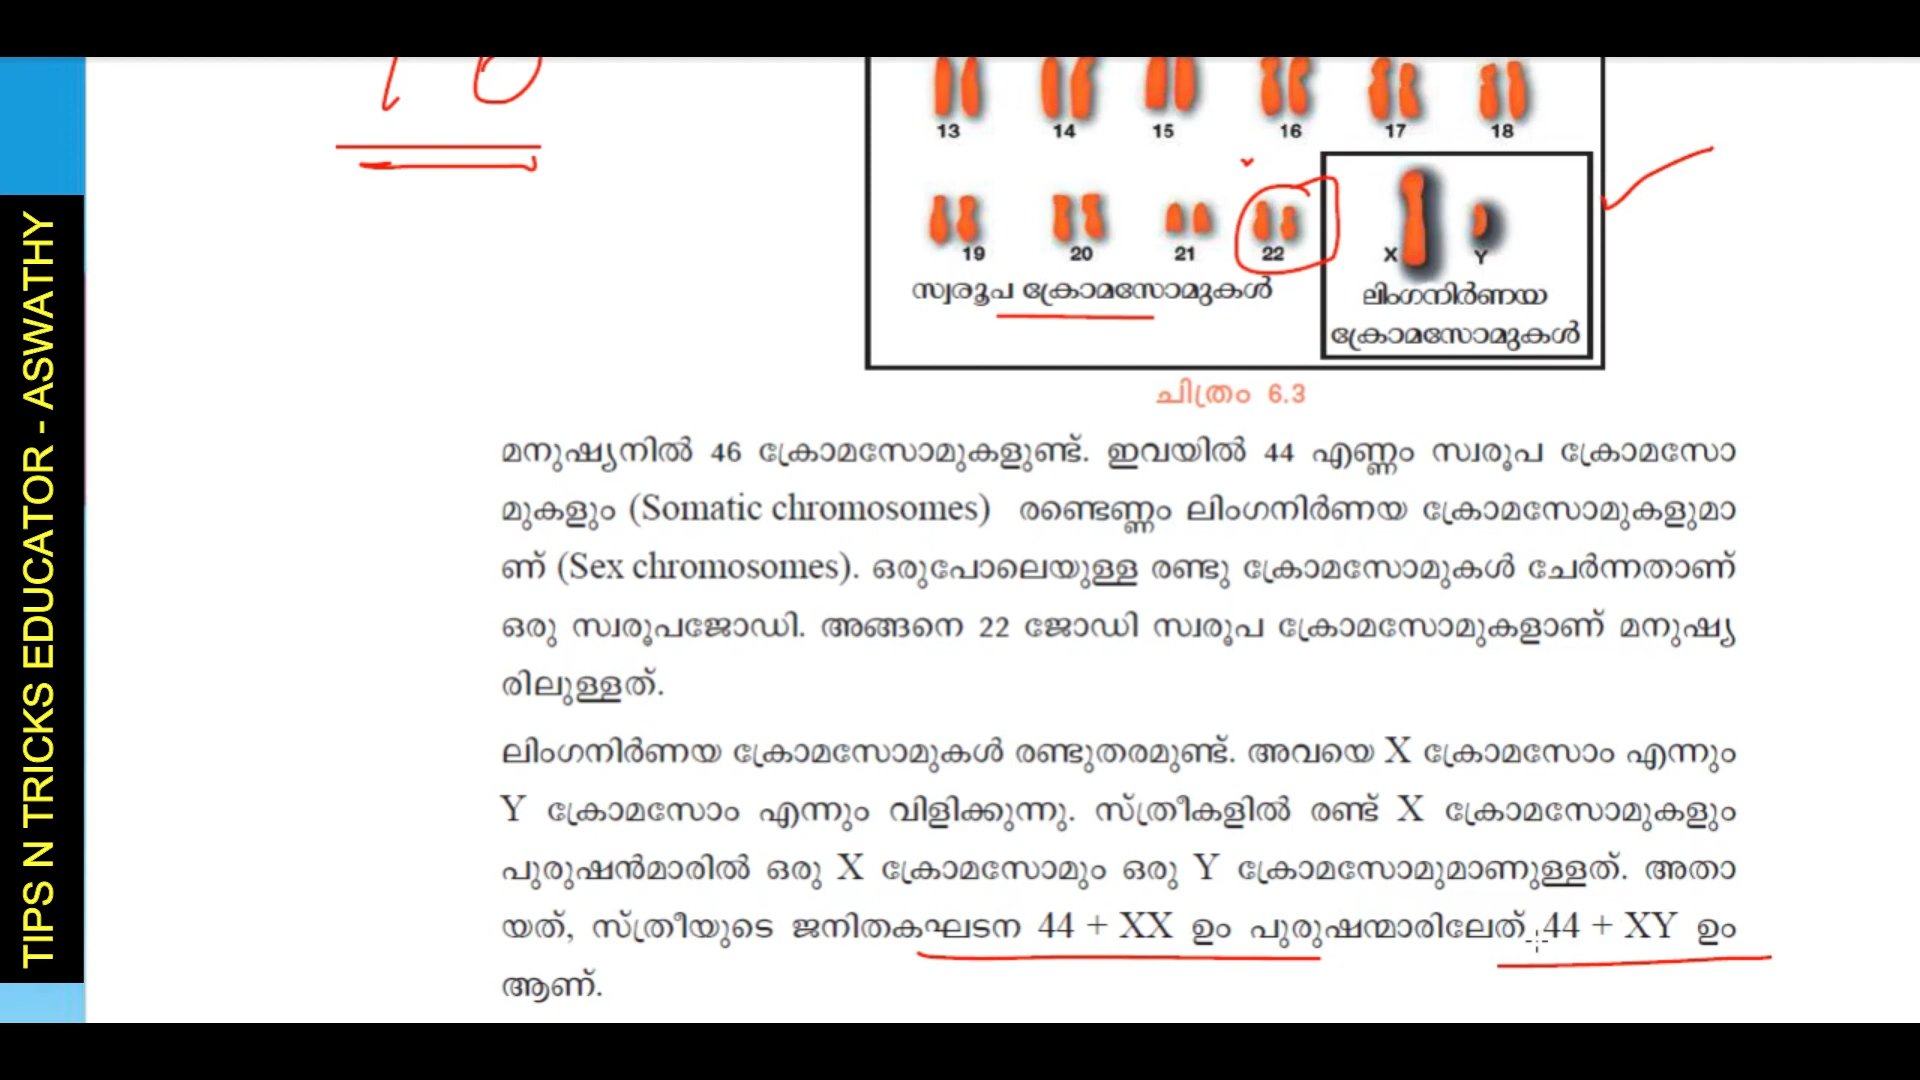 TIPS N TRICKS EDUCATOR - ASWATHY
13 14 15 16 17 18
19 20 21 22 X Y
സ്വരൂപ ക്രോമസോമുകൾ
ലിംഗനിർണയ
ക്രോമസോമുകൾ
ചിത്രം 6.3
മനുഷ്യനിൽ 46 ക്രോമസോമുകളുണ്ട്. ഇവയിൽ 44 എണ്ണം സ്വരൂപ ക്രോമസോ
മുകളും (Somatic chromosomes) രണ്ടെണ്ണം ലിംഗനിർണയ ക്രോമസോമുകളുമാ
ണ് (Sex chromosomes). ഒരുപോലെയുള്ള രണ്ടു ക്രോമസോമുകൾ ചേർന്നതാണ്
ഒരു സ്വരൂപജോഡി. അങ്ങനെ 22 ജോഡി സ്വരൂപ ക്രോമസോമുകളാണ് മനുഷ്യ
രിലുള്ളത്.
ലിംഗനിർണയ ക്രോമസോമുകൾ രണ്ടുതരമുണ്ട്. അവയെ X ക്രോമസോം എന്നും
Y ക്രോമസോം എന്നും വിളിക്കുന്നു. സ്ത്രീകളിൽ രണ്ട് X ക്രോമസോമുകളും
പുരുഷൻമാരിൽ ഒരു X ക്രോമസോമും ഒരു Y ക്രോമസോമുമാണുള്ളത്. അതാ
യത്, സ്ത്രീയുടെ ജനിതകഘടന 44 + XX ഉം പുരുഷന്മാരിലേത് 44 + XY ഉം
ആണ്.